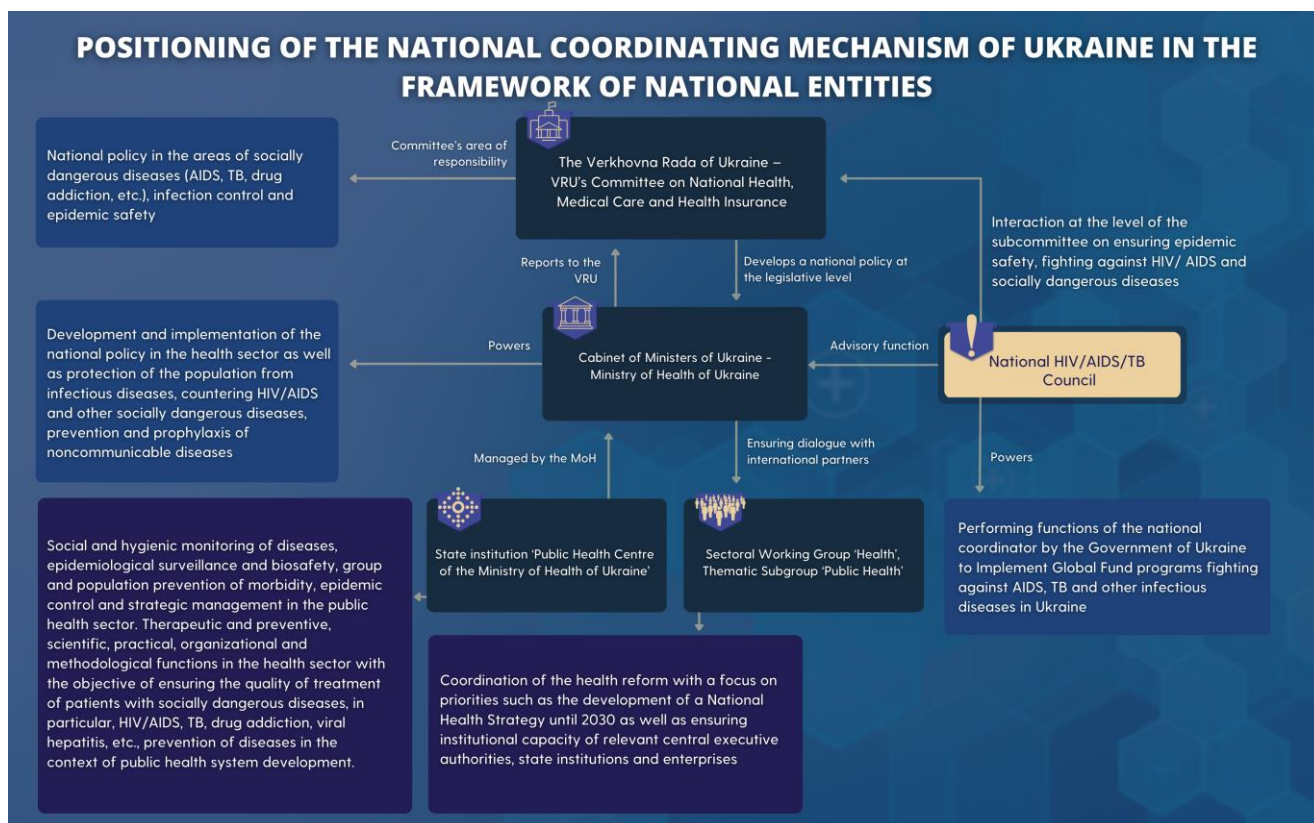 POSITIONING OF THE NATIONAL COORDINATING MECHANISM OF UKRAINE IN THE
FRAMEWORK OF NATIONAL ENTITIES
National policy in the areas of socially
dangerous diseases (AIDS, TB, drug
addiction, etc.), infection control and
epidemic safety
Committee's area of
responsibility
The Verkhovna Rada of Ukraine –
VRU's Committee on National Health,
Medical Care and Health Insurance
Interaction at the level of the
subcommittee on ensuring epidemic
safety, fighting against HIV/ AIDS and
socially dangerous diseases
Reports to the
VRU
Develops a national policy at
the legislative level
Development and implementation of the
national policy in the health sector as well
as protection of the population from
infectious diseases, countering HIV/AIDS
and other socially dangerous diseases,
prevention and prophylaxis of
noncommunicable diseases
Powers
Cabinet of Ministers of Ukraine -
Ministry of Health of Ukraine
Advisory function
National HIV/AIDS/TB
Council
Managed by the MoH
Ensuring dialogue with
international partners
Powers
Social and hygienic monitoring of diseases,
epidemiological surveillance and biosafety, group
and population prevention of morbidity, epidemic
control and strategic management in the public
health sector. Therapeutic and preventive,
scientific, practical, organizational and
methodological functions in the health sector with
the objective of ensuring the quality of treatment
of patients with socially dangerous diseases, in
particular, HIV/AIDS, TB, drug addiction, viral
hepatitis, etc., prevention of diseases in the
context of public health system development.
State institution 'Public Health Centre
of the Ministry of Health of Ukraine'
Sectoral Working Group 'Health',
Thematic Subgroup 'Public Health'
Performing functions of the national
coordinator by the Government of Ukraine
to Implement Global Fund programs fighting
against AIDS, TB and other infectious
diseases in Ukraine
Coordination of the health reform with a focus on
priorities such as the development of a National
Health Strategy until 2030 as well as ensuring
institutional capacity of relevant central executive
authorities, state institutions and enterprises